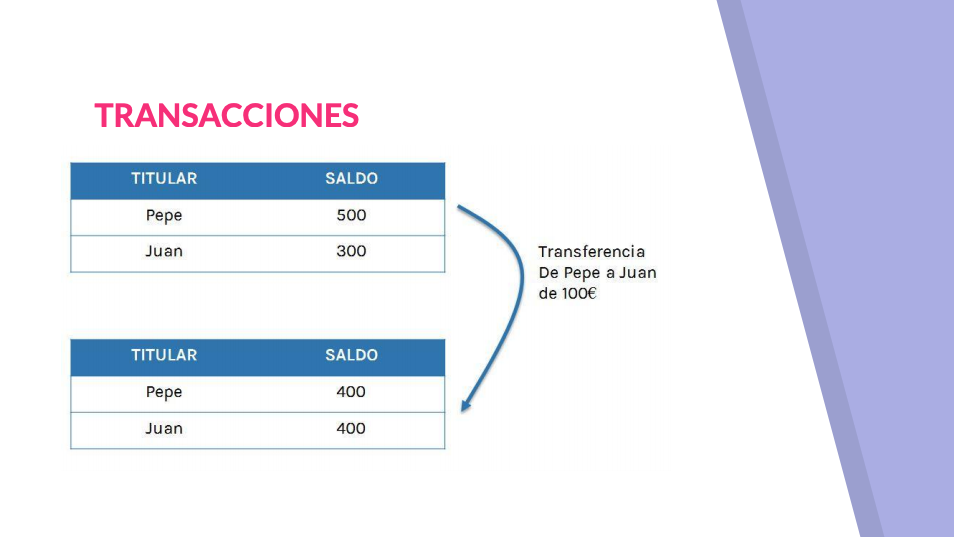 TRANSACCIONES
TITULAR SALDO
Pepe 500
Juan 300
Transferencia
De Pepe a Juan
de 100€
TITULAR SALDO
Pepe 400
Juan 400